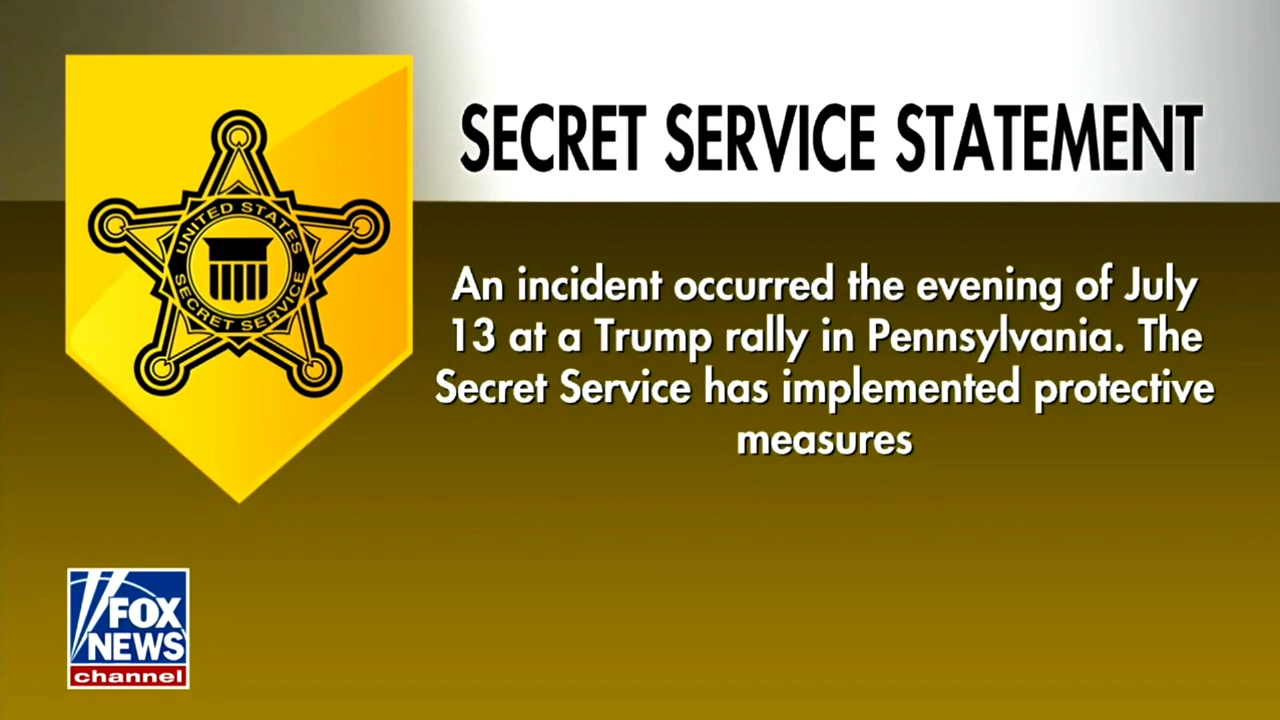 SECRET SERVICE STATEMENT
UNITED STATES
SECRET SERVICE
An incident occurred the evening of July
13 at a Trump rally in Pennsylvania. The
Secret Service has implemented protective
measures
FOX
NEWS
channel